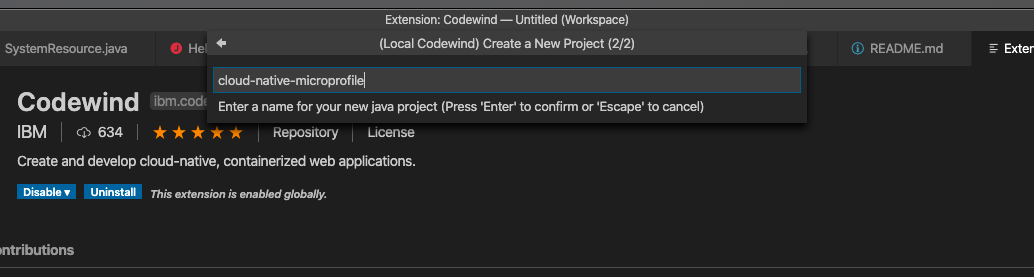 Extension: Codewind — Untitled (Workspace)
SystemResource.java
Hel
(Local Codewind) Create a New Project (2/2)
README.md
Exten
cloud-native-microprofile
Enter a name for your new java project (Press 'Enter' to confirm or 'Escape' to cancel)
Codewind ibm.code
IBM 634 ★★★★★ Repository License
Create and develop cloud-native, containerized web applications.
Disable ▾ Uninstall This extension is enabled globally.
ontributions